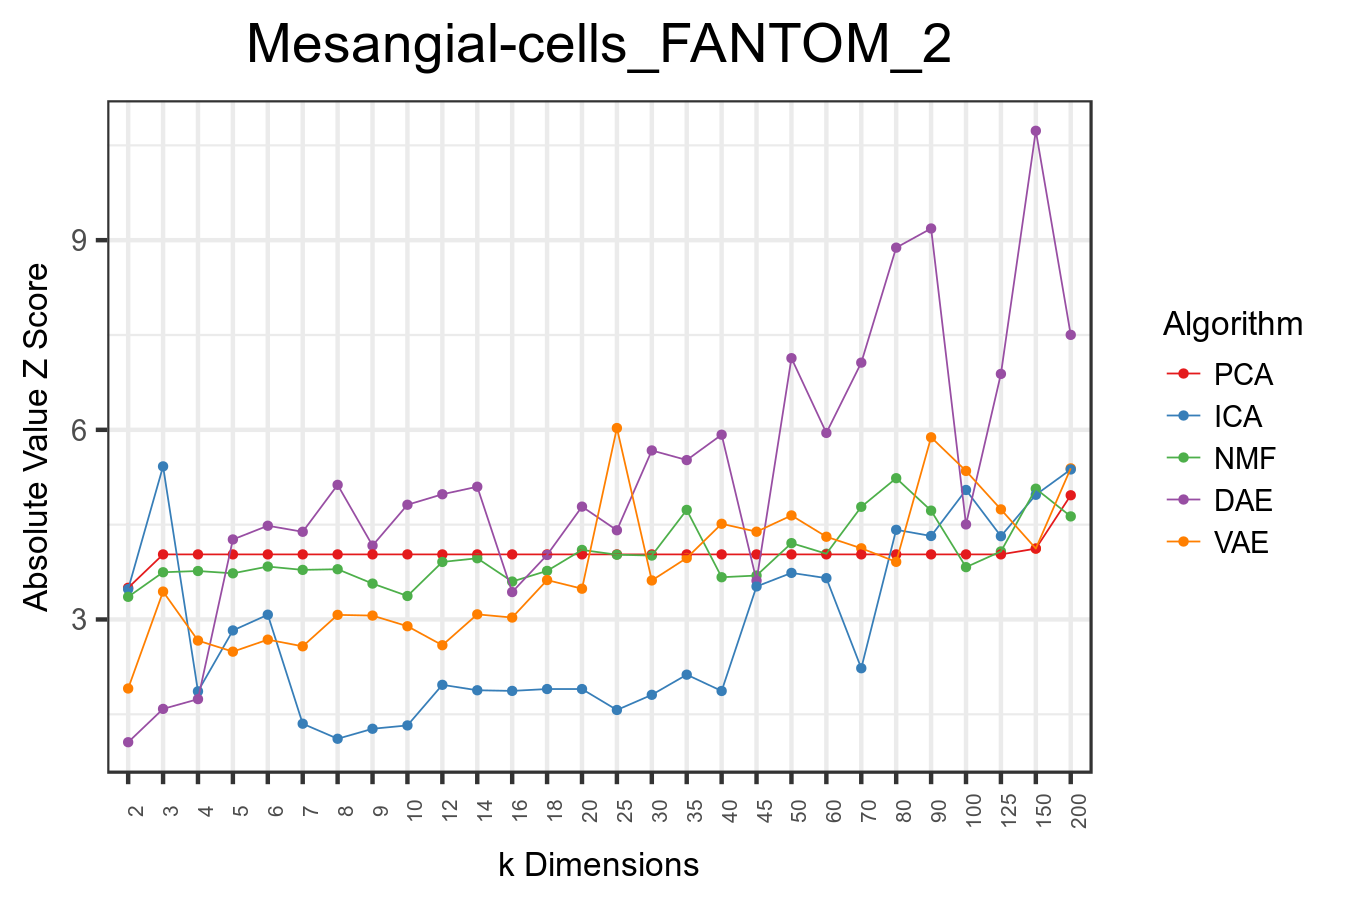 Mesangial-cells_FANTOM_2
Absolute Value Z Score
9
6
3
2 3 4 5 6 7 8 9 10 12 14 16 18 20 25 30 35 40 45 50 60 70 80 90 100 125 150 200
k Dimensions
Algorithm
PCA
ICA
NMF
DAE
VAE